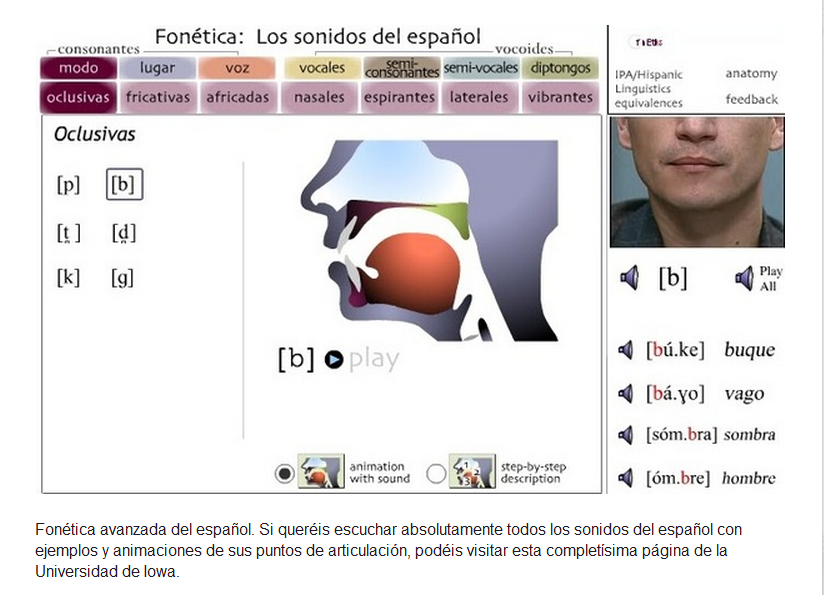 Fonética: Los sonidos del español
consonantes
vocoides
modo lugar voz vocales semi-consonantes semi-vocales diptongos
oclusivas fricativas africadas nasales espirantes laterales vibrantes
IPA/Hispanic anatomy
Linguistics
equivalences feedback
Oclusivas
[p] [b]
[t̪] [d̪]
[k] [g]
[b] play
animation
with sound
step-by-step
description
1
2
3
[b] Play
All
[bú.ke] buque
[bá.ɣo] vago
[sóm.bra] sombra
[óm.bre] hombre
Fonética avanzada del español. Si queréis escuchar absolutamente todos los sonidos del español con
ejemplos y animaciones de sus puntos de articulación, podéis visitar esta completísima página de la
Universidad de Iowa.